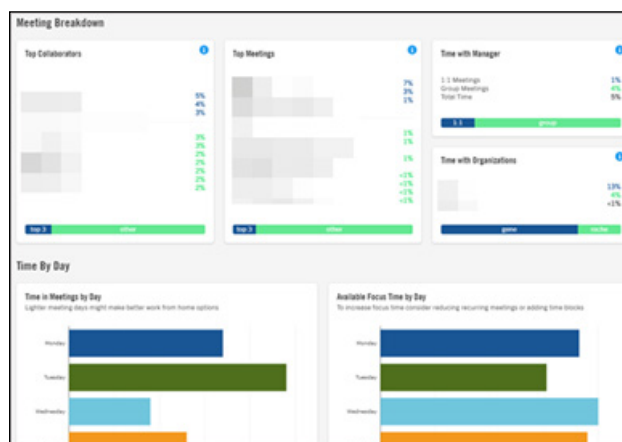 Meeting Breakdown
Top Collaborators
5%
4%
3%
3%
3%
2%
2%
2%
2%
2%
top 3 other
Top Meetings
7%
3%
1%
1%
1%
1%
<1%
<1%
<1%
<1%
top 3 other
Time with Manager
1:1 Meetings 1%
Group Meetings 4%
Total Time 5%
1:1 group
Time with Organizations
13%
4%
<1%
gene roche
Time By Day
Time in Meetings by Day
Lighter meeting days might make better work from home options
Monday
Tuesday
Wednesday
Available Focus Time by Day
To increase focus time consider reducing recurring meetings or adding time blocks
Monday
Tuesday
Wednesday